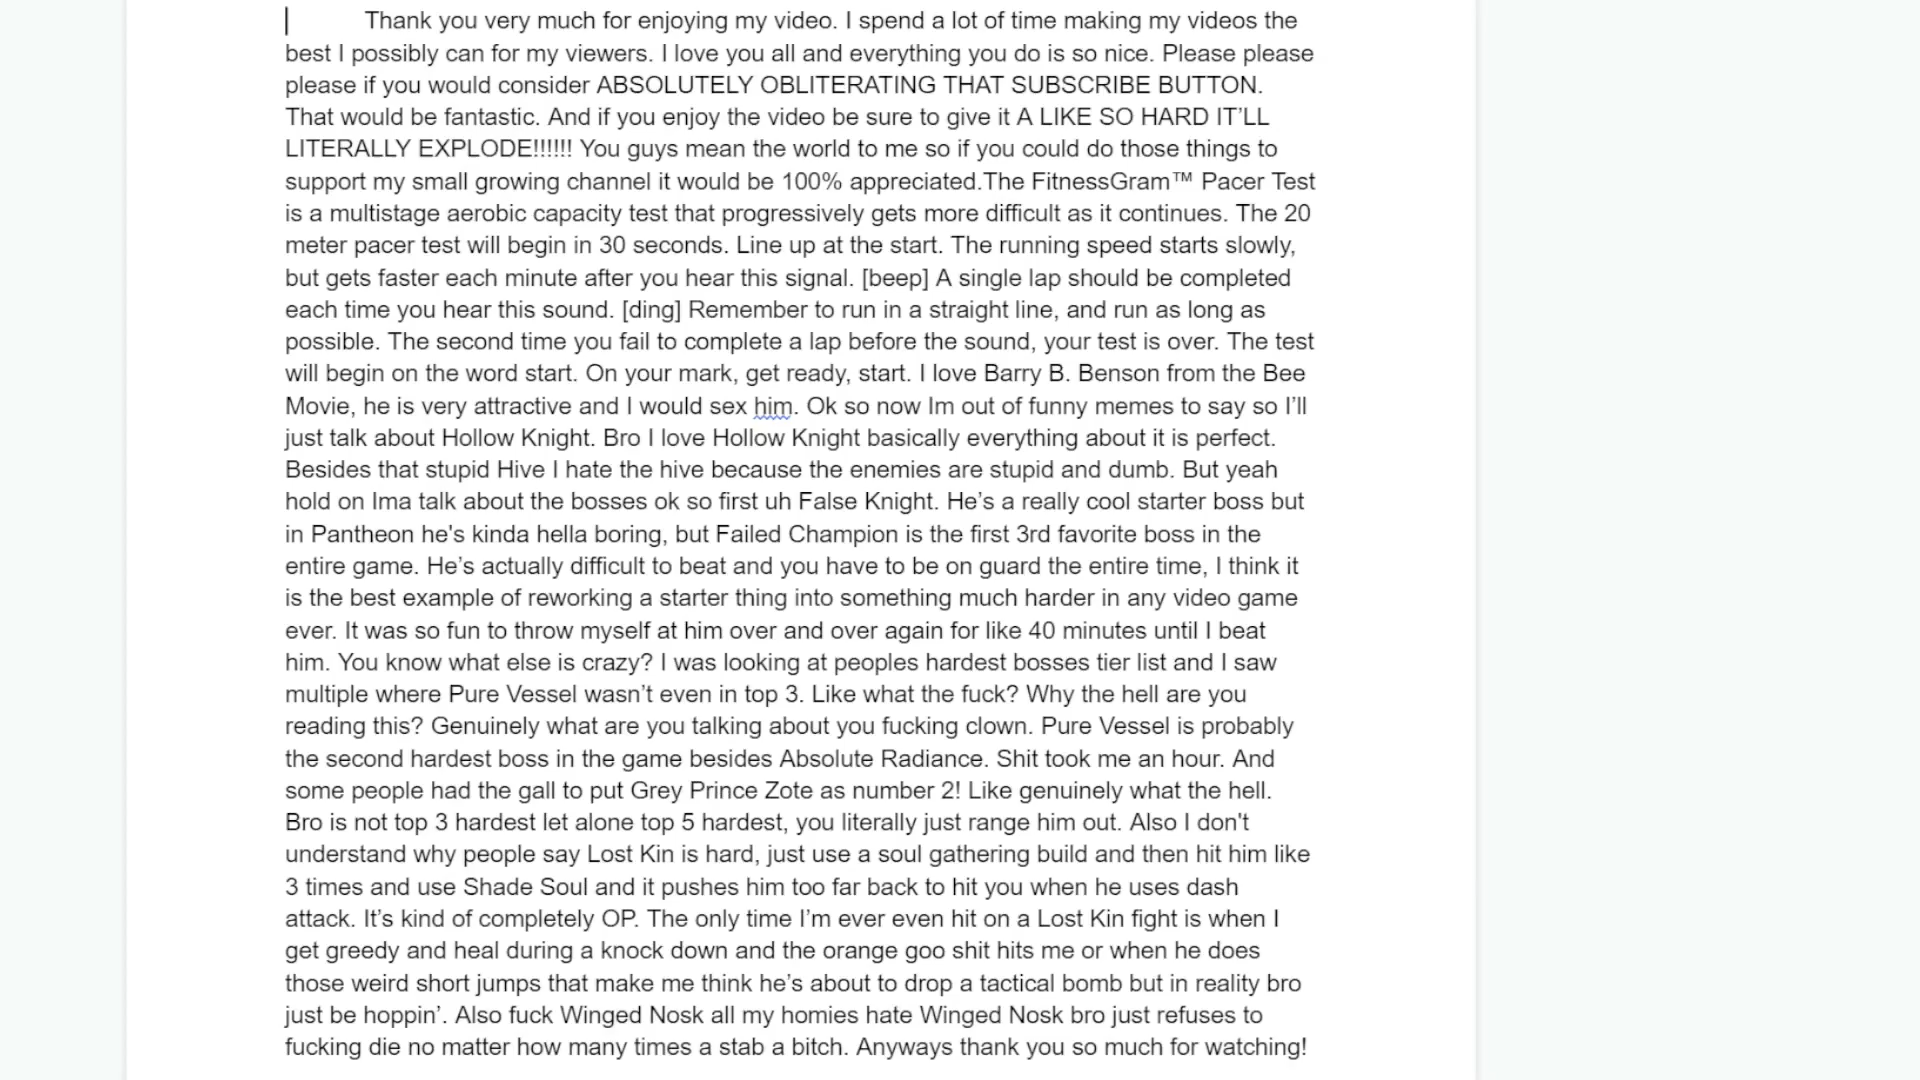 Thank you very much for enjoying my video. I spend a lot of time making my videos the
best I possibly can for my viewers. I love you all and everything you do is so nice. Please please
please if you would consider ABSOLUTELY OBLITERATING THAT SUBSCRIBE BUTTON.
That would be fantastic. And if you enjoy the video be sure to give it A LIKE SO HARD IT’LL
LITERALLY EXPLODE!!!!!! You guys mean the world to me so if you could do those things to
support my small growing channel it would be 100% appreciated.The FitnessGram™ Pacer Test
is a multistage aerobic capacity test that progressively gets more difficult as it continues. The 20
meter pacer test will begin in 30 seconds. Line up at the start. The running speed starts slowly,
but gets faster each minute after you hear this signal. [beep] A single lap should be completed
each time you hear this sound. [ding] Remember to run in a straight line, and run as long as
possible. The second time you fail to complete a lap before the sound, your test is over. The test
will begin on the word start. On your mark, get ready, start. I love Barry B. Benson from the Bee
Movie, he is very attractive and I would sex him. Ok so now Im out of funny memes to say so I’ll
just talk about Hollow Knight. Bro I love Hollow Knight basically everything about it is perfect.
Besides that stupid Hive I hate the hive because the enemies are stupid and dumb. But yeah
hold on Ima talk about the bosses ok so first uh False Knight. He’s a really cool starter boss but
in Pantheon he's kinda hella boring, but Failed Champion is the first 3rd favorite boss in the
entire game. He’s actually difficult to beat and you have to be on guard the entire time, I think it
is the best example of reworking a starter thing into something much harder in any video game
ever. It was so fun to throw myself at him over and over again for like 40 minutes until I beat
him. You know what else is crazy? I was looking at peoples hardest bosses tier list and I saw
multiple where Pure Vessel wasn’t even in top 3. Like what the fuck? Why the hell are you
reading this? Genuinely what are you talking about you fucking clown. Pure Vessel is probably
the second hardest boss in the game besides Absolute Radiance. Shit took me an hour. And
some people had the gall to put Grey Prince Zote as number 2! Like genuinely what the hell.
Bro is not top 3 hardest let alone top 5 hardest, you literally just range him out. Also I don't
understand why people say Lost Kin is hard, just use a soul gathering build and then hit him like
3 times and use Shade Soul and it pushes him too far back to hit you when he uses dash
attack. It’s kind of completely OP. The only time I’m ever even hit on a Lost Kin fight is when I
get greedy and heal during a knock down and the orange goo shit hits me or when he does
those weird short jumps that make me think he’s about to drop a tactical bomb but in reality bro
just be hoppin’. Also fuck Winged Nosk all my homies hate Winged Nosk bro just refuses to
fucking die no matter how many times a stab a bitch. Anyways thank you so much for watching!